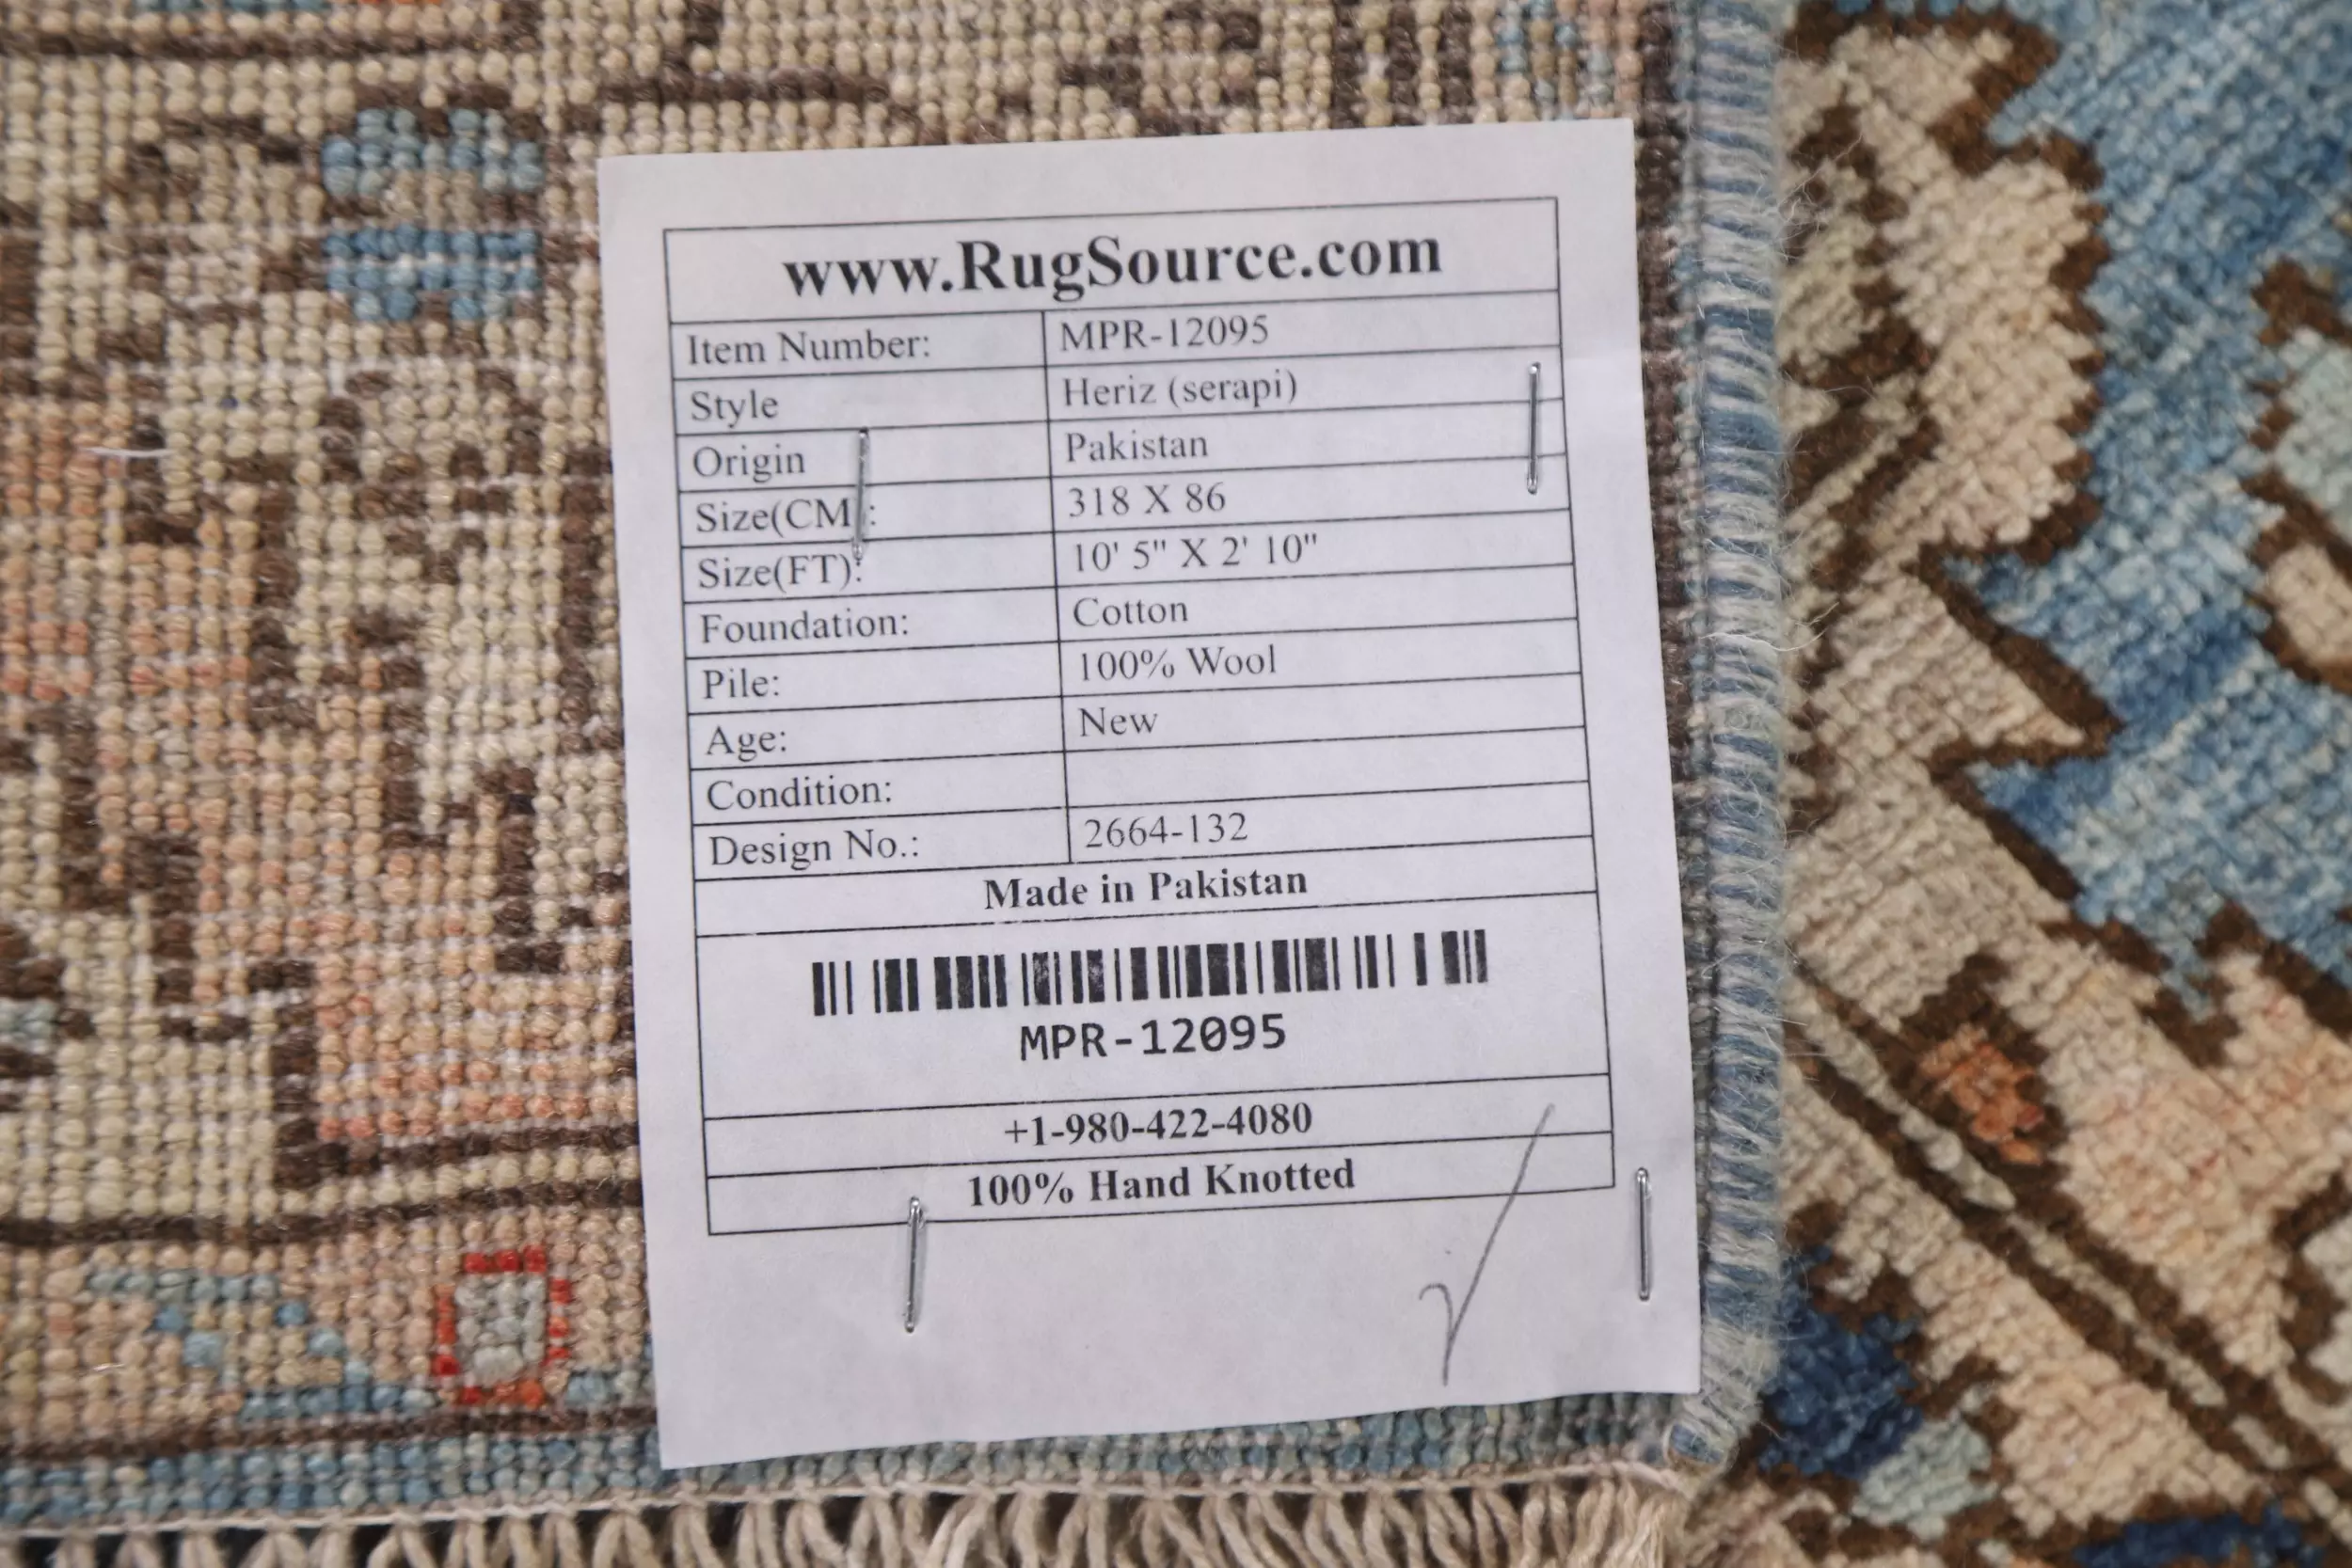 www.RugSource.com
Item Number: MPR-12095
Style Heriz (serapi)
Origin Pakistan
Size(CM): 318 X 86
Size(FT): 10' 5" X 2' 10"
Foundation: Cotton
Pile: 100% Wool
Age: New
Condition:
Design No.: 2664-132
Made in Pakistan
MPR-12095
+1-980-422-4080
100% Hand Knotted